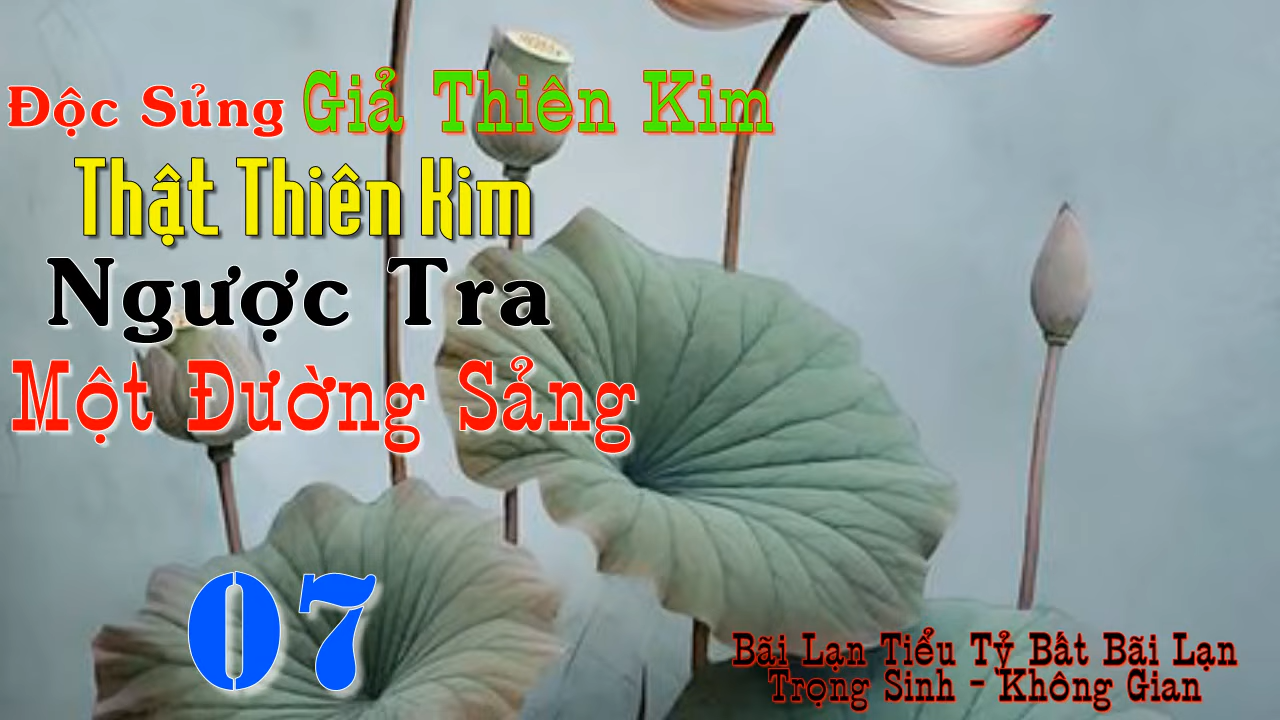 Độc Sủng Giả Thiên Kim
Thật Thiên Kim
Ngược Tra
Một Đường Sảng
07
Bãi Lạn Tiểu Tỷ Bất Bãi Lạn
Trọng Sinh - Không Gian